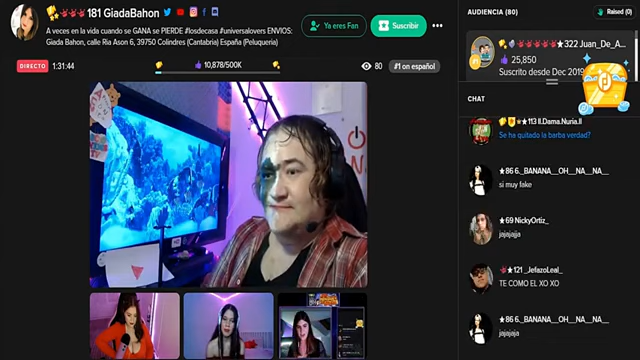 181 GiadaBahon
A veces en la vida cuando se GANA se PIERDE #losdecasa #universalovers ENVIOS:
Giada Bahon, calle Ria Ason 6, 39750 Colindres (Cantabria) España (Peluqueria)
Ya eres Fan
Suscribir
DIRECTO
1:31:44
10,878/500K
80
#1 on español
AUDIENCIA (80)
Raised (0)
322 Juan_De_A...
25,850
Suscrito desde Dec 2019
CHAT
113 ll.Dama.Nuria.ll
Se ha quitado la barba verdad?
86 6._BANANA__OH__NA__NA__
si muy fake
69 NickyOrtiz_
jajajajja
121 _JefazoLeal_
TE COMO EL XO XO
86 6._BANANA__OH__NA__NA__
jajajaja